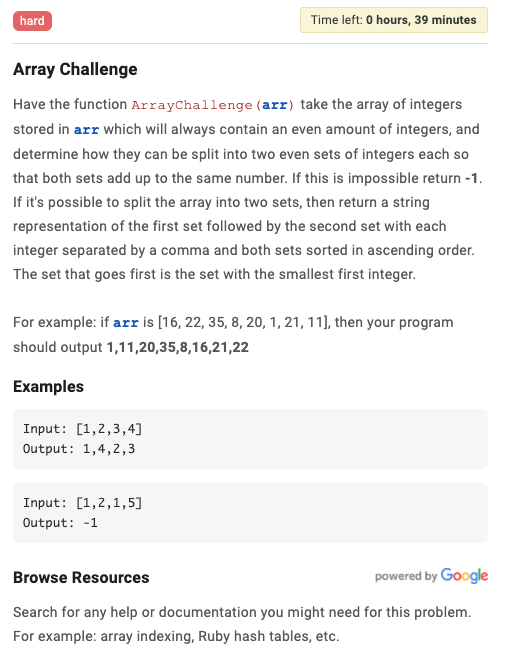 hard
Time left: 0 hours, 39 minutes
Array Challenge
Have the function ArrayChallenge(arr) take the array of integers
stored in arr which will always contain an even amount of integers, and
determine how they can be split into two even sets of integers each so
that both sets add up to the same number. If this is impossible return -1.
If it's possible to split the array into two sets, then return a string
representation of the first set followed by the second set with each
integer separated by a comma and both sets sorted in ascending order.
The set that goes first is the set with the smallest first integer.
For example: if arr is [16, 22, 35, 8, 20, 1, 21, 11], then your program
should output 1,11,20,35,8,16,21,22
Examples
Input: [1,2,3,4]
Output: 1,4,2,3
Input: [1,2,1,5]
Output: -1
Browse Resources
powered by Google
Search for any help or documentation you might need for this problem.
For example: array indexing, Ruby hash tables, etc.